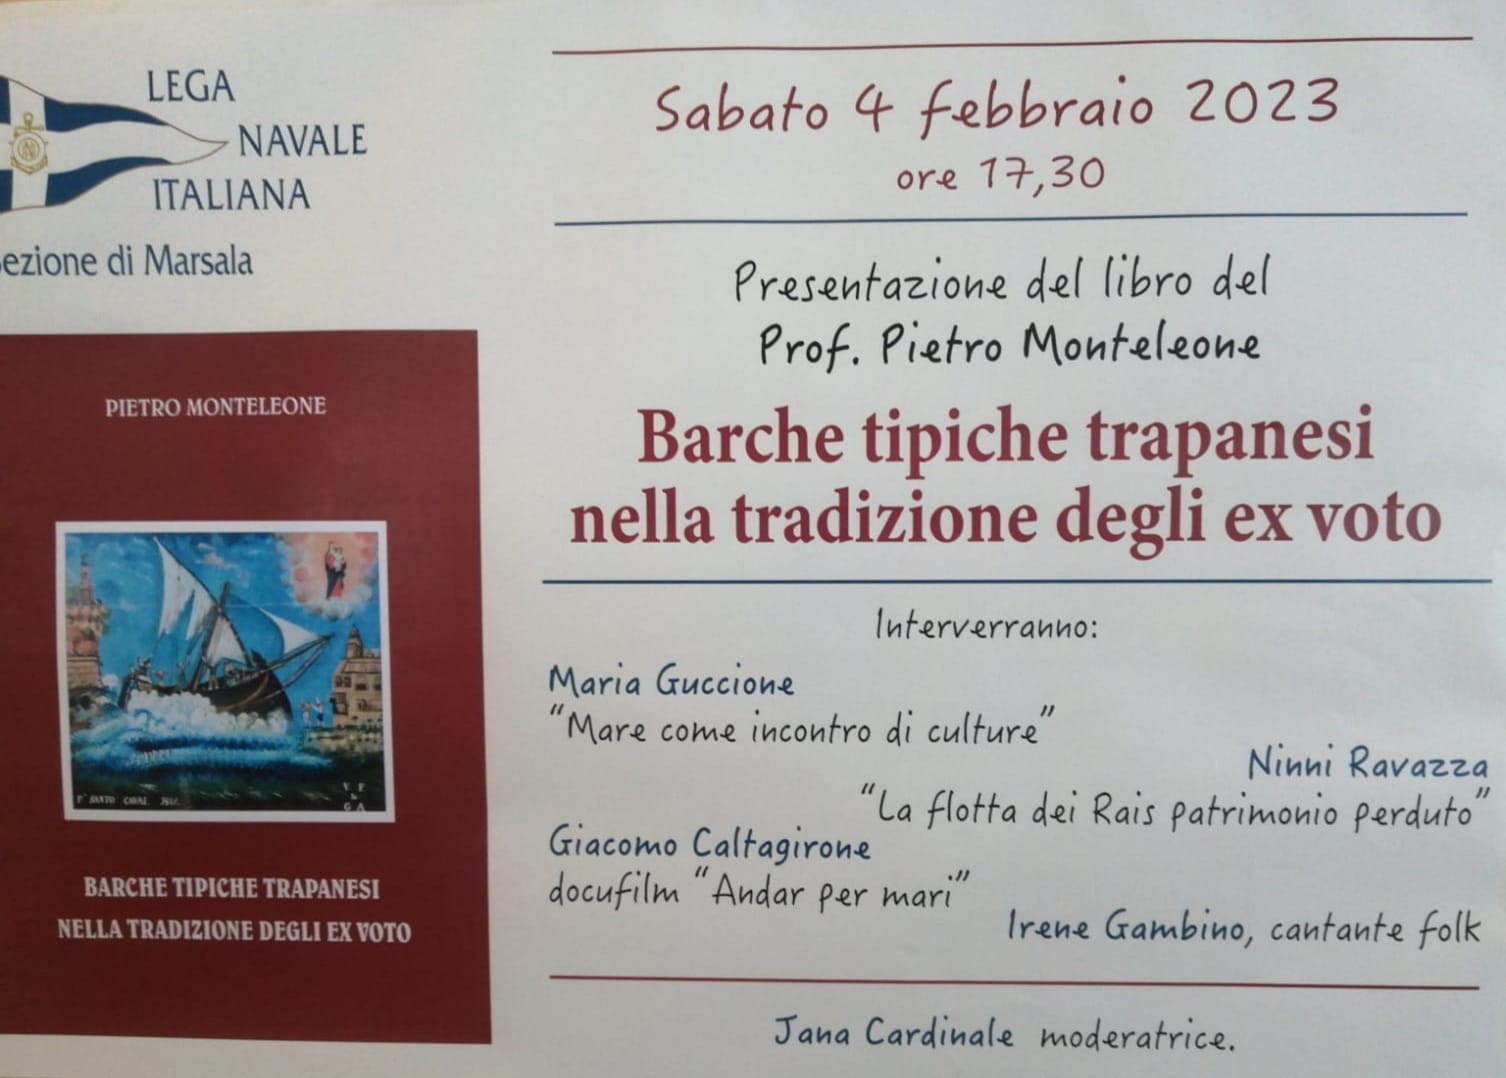 LEGA
NAVALE
ITALIANA
ezione di Marsala
PIETRO MONTELEONE
V. F.
G. A
BARCHE TIPICHE TRAPANESI
NELLA TRADIZIONE DEGLI EX VOTO
Sabato 4 febbraio 2023
ore 17,30
Presentazione del libro del
Prof. Pietro Monteleone
Barche tipiche trapanesi
nella tradizione degli ex voto
Interverranno:
Maria Guccione
"Mare come incontro di culture"
Ninni Ravazza
"La flotta dei Rais patrimonio perduto"
Giacomo Caltagirone
docufilm "Andar per mari"
Irene Gambino, cantante folk
Jana Cardinale moderatrice.